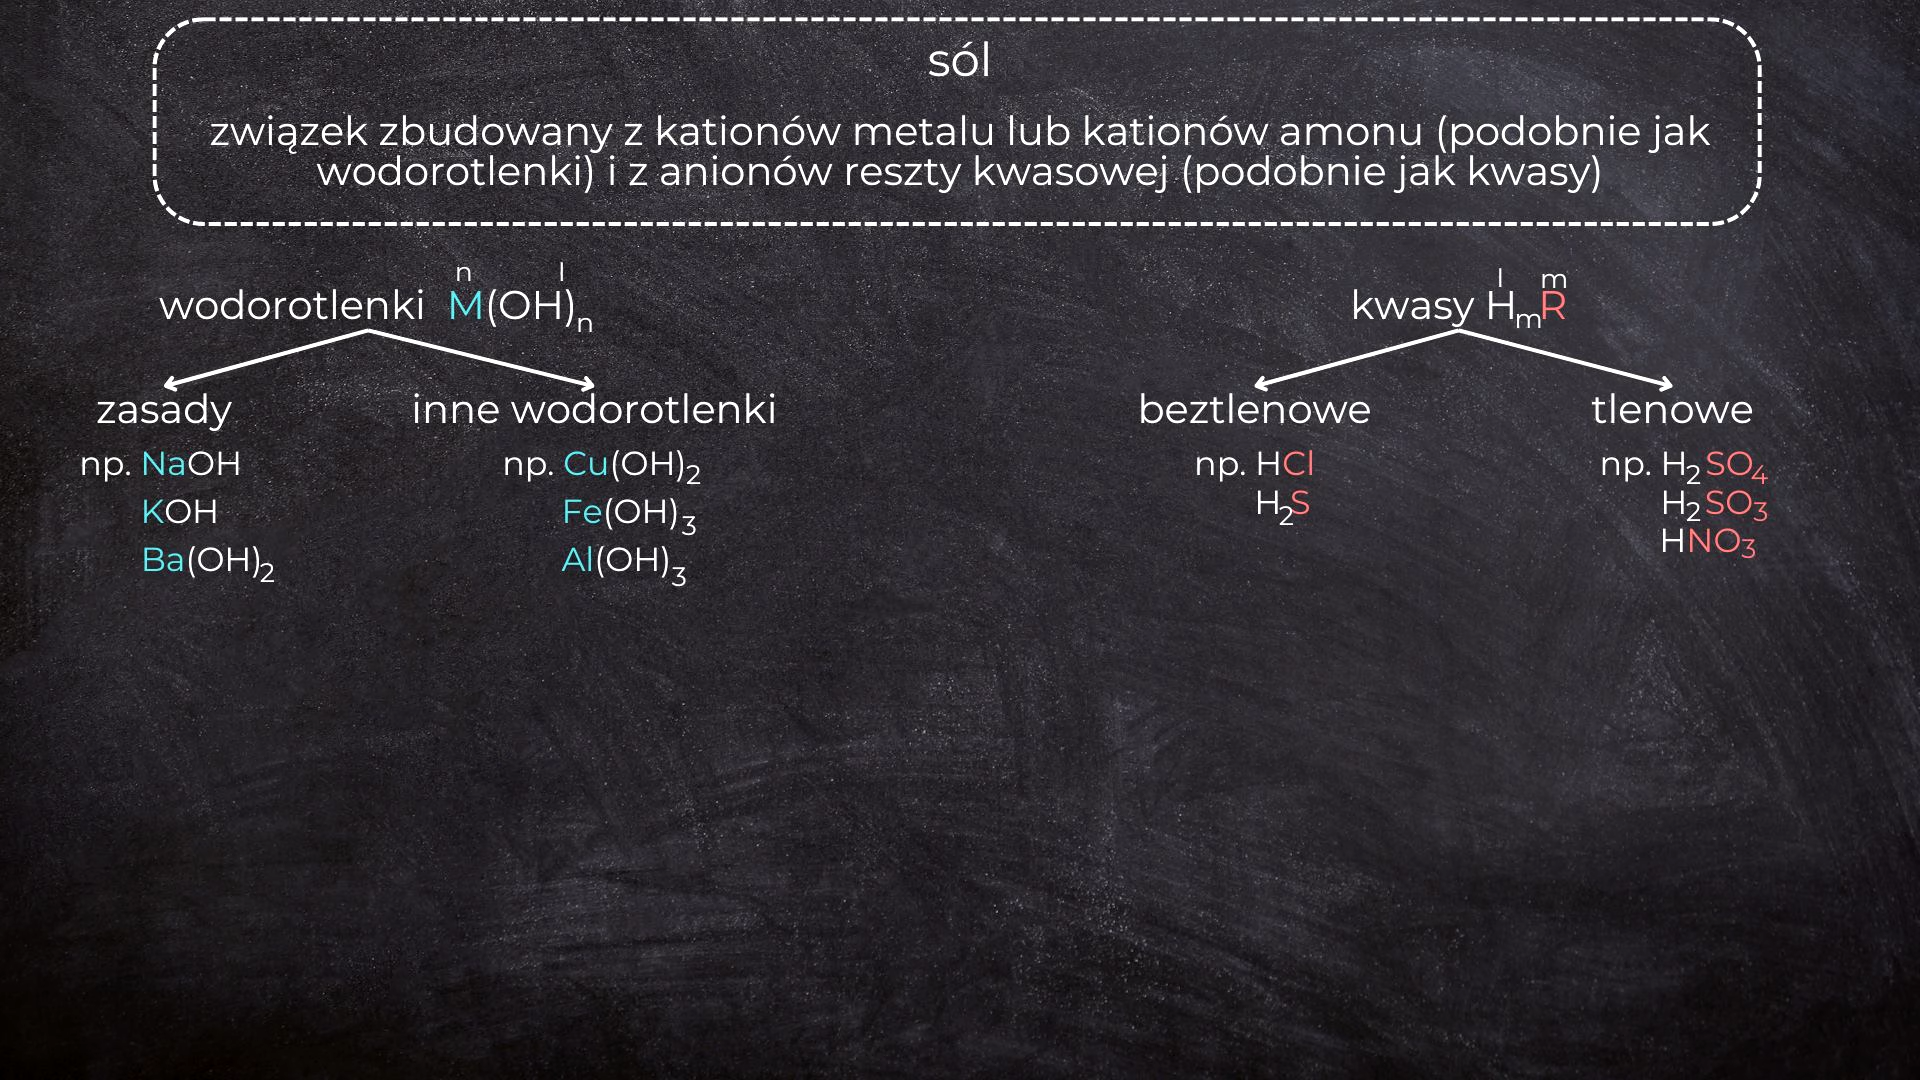 sól
związek zbudowany z kationów metalu lub kationów amonu (podobnie jak
wodorotlenki) i z anionów reszty kwasowej (podobnie jak kwasy)
n I
wodorotlenki M(OH)n
zasady
np. NaOH
KOH
Ba(OH)2
inne wodorotlenki
np. Cu(OH)2
Fe(OH)3
Al(OH)3
I m
kwasy HmR
beztlenowe
np. HCl
H2S
tlenowe
np. H2SO4
H2SO3
HNO3